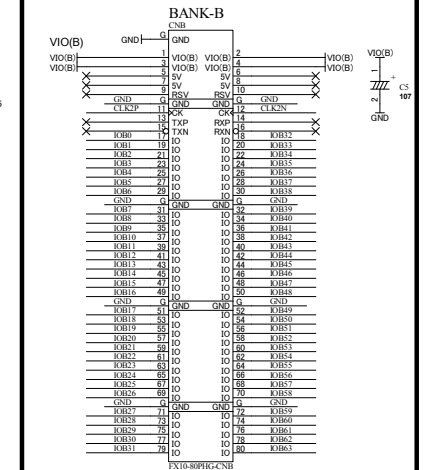 BANK-B
CNB
VIO(B)
GND G GND
VIO(B) 1 VIO(B) VIO(B) 2 VIO(B)
VIO(B) 3 VIO(B) VIO(B) 4 VIO(B)
5 5V 5V 6
7 5V 5V 8
9 RSV RSV 10
GND G GND GND G GND
CLK2P 11 CK CK 12 CLK2N
13 TXP RXP 14
15 TXN RXN 16
IOB0 17 IO IO 18 IOB32
IOB1 19 IO IO 20 IOB33
IOB2 21 IO IO 22 IOB34
IOB3 23 IO IO 24 IOB35
IOB4 25 IO IO 26 IOB36
IOB5 27 IO IO 28 IOB37
IOB6 29 IO IO 30 IOB38
GND G GND GND G GND
IOB7 31 IO IO 32 IOB39
IOB8 33 IO IO 34 IOB40
IOB9 35 IO IO 36 IOB41
IOB10 37 IO IO 38 IOB42
IOB11 39 IO IO 40 IOB43
IOB12 41 IO IO 42 IOB44
IOB13 43 IO IO 44 IOB45
IOB14 45 IO IO 46 IOB46
IOB15 47 IO IO 48 IOB47
IOB16 49 IO IO 50 IOB48
GND G GND GND G GND
IOB17 51 IO IO 52 IOB49
IOB18 53 IO IO 54 IOB50
IOB19 55 IO IO 56 IOB51
IOB20 57 IO IO 58 IOB52
IOB21 59 IO IO 60 IOB53
IOB22 61 IO IO 62 IOB54
IOB23 63 IO IO 64 IOB55
IOB24 65 IO IO 66 IOB56
IOB25 67 IO IO 68 IOB57
IOB26 69 IO IO 70 IOB58
GND G GND GND G GND
IOB27 71 IO IO 72 IOB59
IOB28 73 IO IO 74 IOB60
IOB29 75 IO IO 76 IOB61
IOB30 77 IO IO 78 IOB62
IOB31 79 IO IO 80 IOB63
FX10-80PHG-CNB
VIO(B)
1 +
C5
107
2
GND